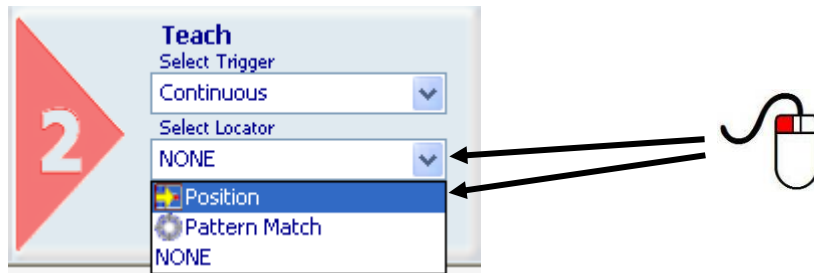 2
Teach
Select Trigger
Continuous
Select Locator
NONE
Position
Pattern Match
NONE